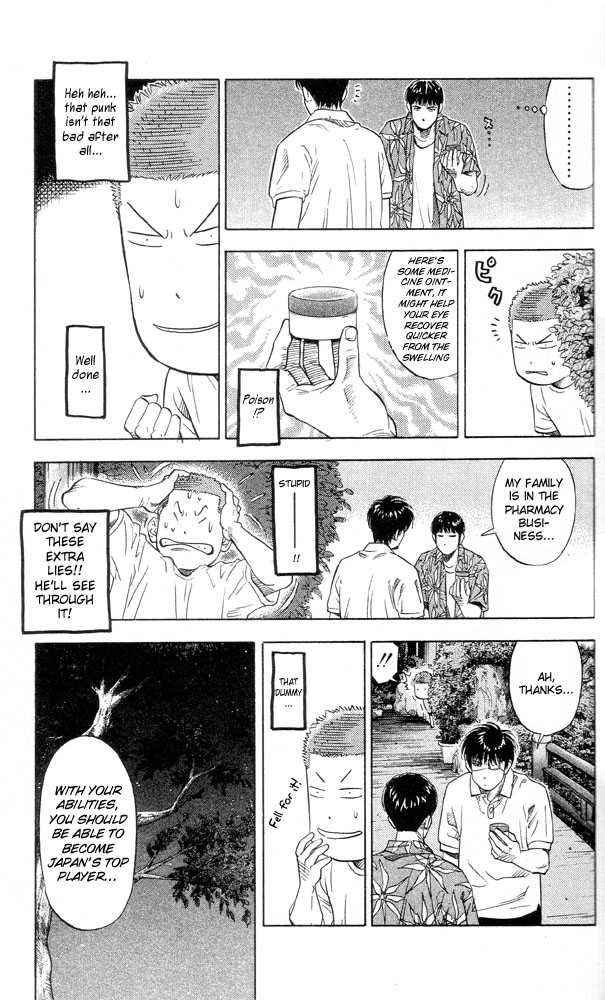 .........
Heh heh...
that punk
isn't that
bad after
all...
Well
done
...
ピク
HERE'S
SOME MEDI-
CINE OINT-
MENT, IT
MIGHT HELP
YOUR EYE
RECOVER
QUICKER
FROM THE
SWELLING
Poison
!?
MY FAMILY
IS IN THE
PHARMACY
BUSI-
NESS...
STUPID
!!
DON'T SAY
THESE
EXTRA
LIES!!
HE'LL SEE
THROUGH
IT!
AH,
THANKS...
!!
THAT
DUMMY
...
Fell for it!
WITH YOUR
ABILITIES,
YOU SHOULD
BE ABLE TO
BECOME
JAPAN'S TOP
PLAYER...